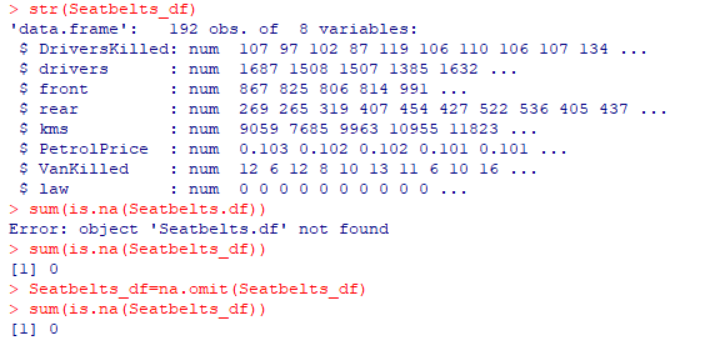 > str(Seatbelts_df)
'data.frame':   192 obs. of  8 variables:
 $ DriversKilled: num  107 97 102 87 119 106 110 106 107 134 ...
 $ drivers      : num  1687 1508 1507 1385 1632 ...
 $ front        : num  867 825 806 814 991 ...
 $ rear         : num  269 265 319 407 454 427 522 536 405 437 ...
 $ kms          : num  9059 7685 9963 10955 11823 ...
 $ PetrolPrice  : num  0.103 0.102 0.102 0.101 0.101 ...
 $ VanKilled    : num  12 6 12 8 10 13 11 6 10 16 ...
 $ law          : num  0 0 0 0 0 0 0 0 0 0 ...
> sum(is.na(Seatbelts.df))
Error: object 'Seatbelts.df' not found
> sum(is.na(Seatbelts_df))
[1] 0
> Seatbelts_df=na.omit(Seatbelts_df)
> sum(is.na(Seatbelts_df))
[1] 0